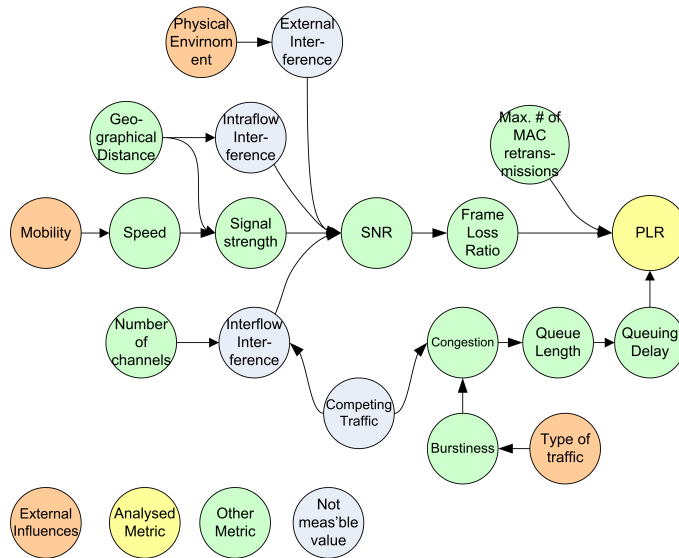 Physical
Envirnom
ent
External
Inter-
ference
Geo-
graphical
Distance
Intraflow
Inter-
ference
Max. # of
MAC
retrans-
missions
Mobility
Speed
Signal
strength
SNR
Frame
Loss
Ratio
PLR
Number
of
channels
Interflow
Inter-
ference
Congestion
Queue
Length
Queuing
Delay
Competing
Traffic
Burstiness
Type of
traffic
External
Influences
Analysed
Metric
Other
Metric
Not
meas'ble
value